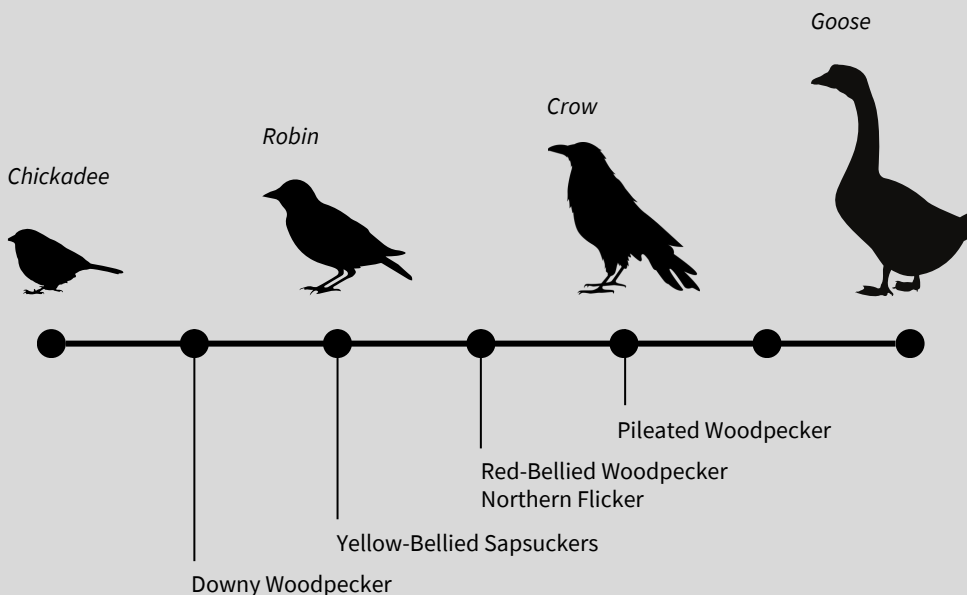 Goose
Crow
Robin
Chickadee
Pileated Woodpecker
Red-Bellied Woodpecker
Northern Flicker
Yellow-Bellied Sapsuckers
Downy Woodpecker